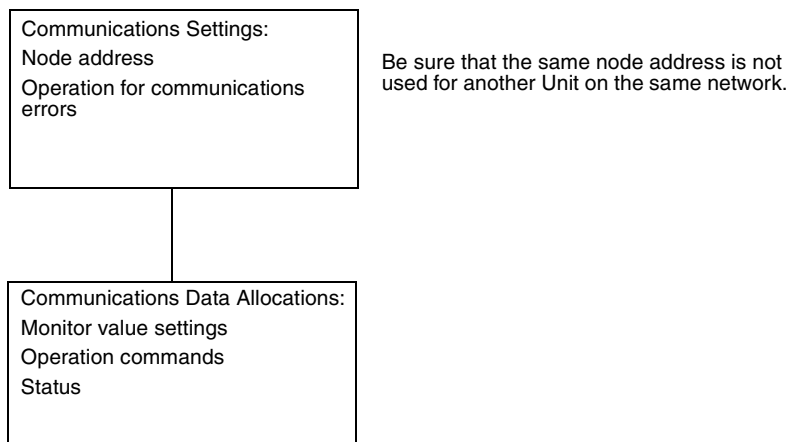 Communications Settings:
Node address
Operation for communications
errors
Be sure that the same node address is not
used for another Unit on the same network.
Communications Data Allocations:
Monitor value settings
Operation commands
Status